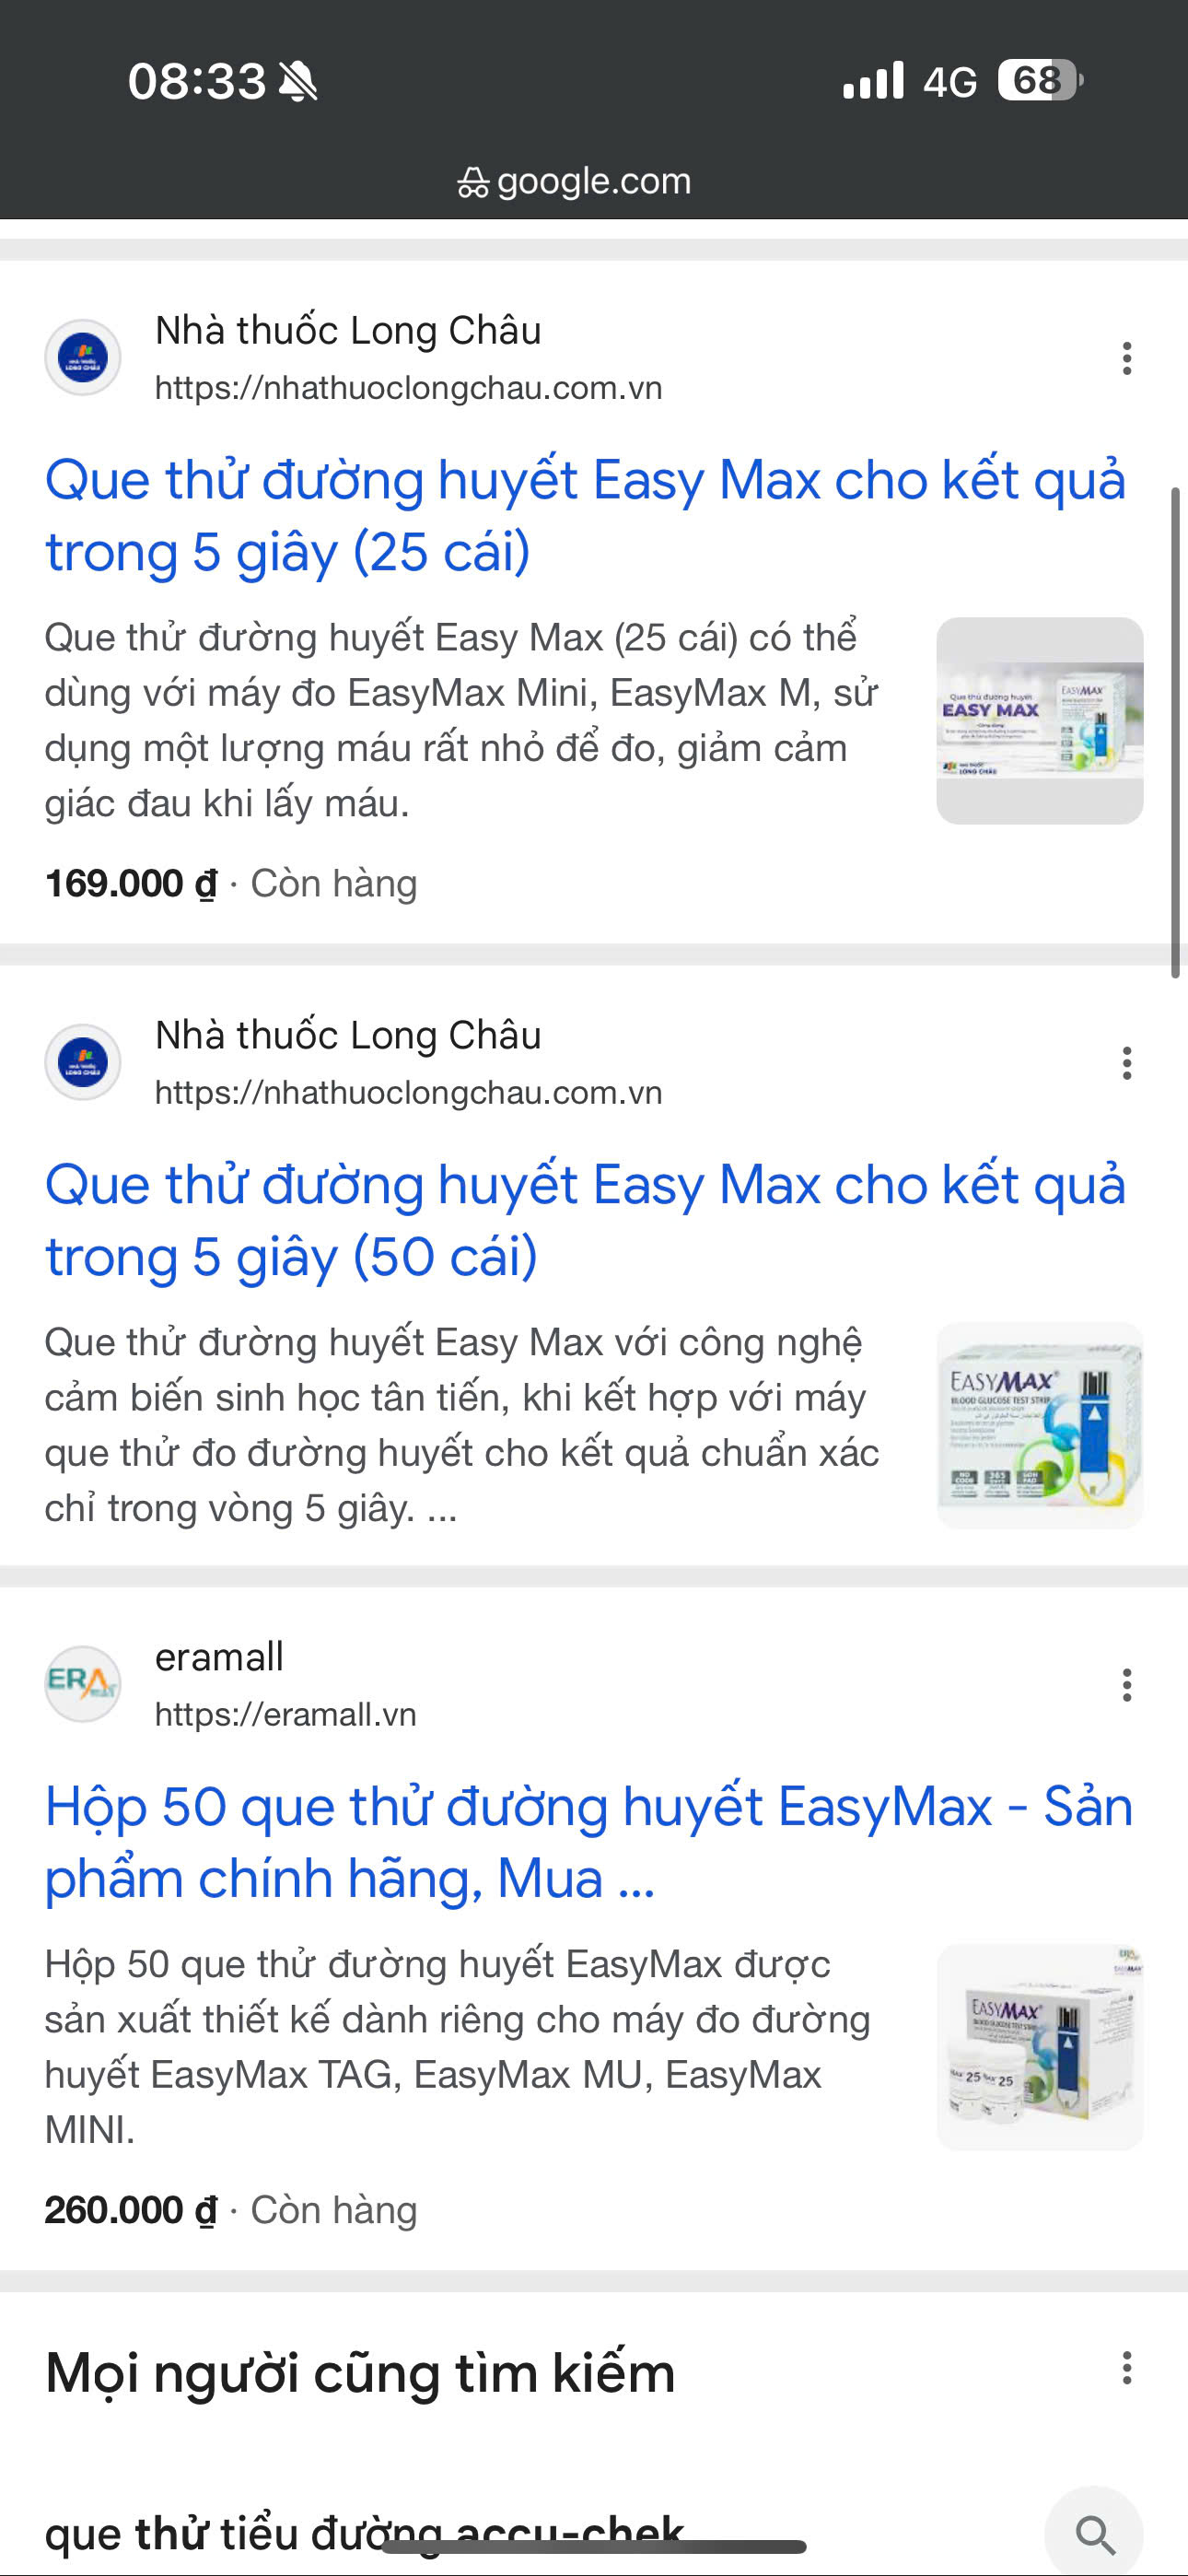 08:33
4G 68
google.com
Nhà thuốc Long Châu
https://nhathuoclongchau.com.vn
Que thử đường huyết Easy Max cho kết quả
trong 5 giây (25 cái)
Que thử đường huyết Easy Max (25 cái) có thể
dùng với máy đo EasyMax Mini, EasyMax M, sử
dụng một lượng máu rất nhỏ để đo, giảm cảm
giác đau khi lấy máu.
Que thử đường huyết
EASY MAX
EASYMAX
LONG CHÂU
169.000 ₫ · Còn hàng
Nhà thuốc Long Châu
https://nhathuoclongchau.com.vn
Que thử đường huyết Easy Max cho kết quả
trong 5 giây (50 cái)
Que thử đường huyết Easy Max với công nghệ
cảm biến sinh học tân tiến, khi kết hợp với máy
que thử đo đường huyết cho kết quả chuẩn xác
chỉ trong vòng 5 giây. ...
EASYMAX
BLOOD GLUCOSE TEST STRIP
NO CODE
365
ERA
eramall
https://eramall.vn
Hộp 50 que thử đường huyết EasyMax - Sản
phẩm chính hãng, Mua ...
Hộp 50 que thử đường huyết EasyMax được
sản xuất thiết kế dành riêng cho máy đo đường
huyết EasyMax TAG, EasyMax MU, EasyMax
MINI.
EASYMAX
25 25
260.000 ₫ · Còn hàng
Mọi người cũng tìm kiếm
que thử tiểu đường accu-chek